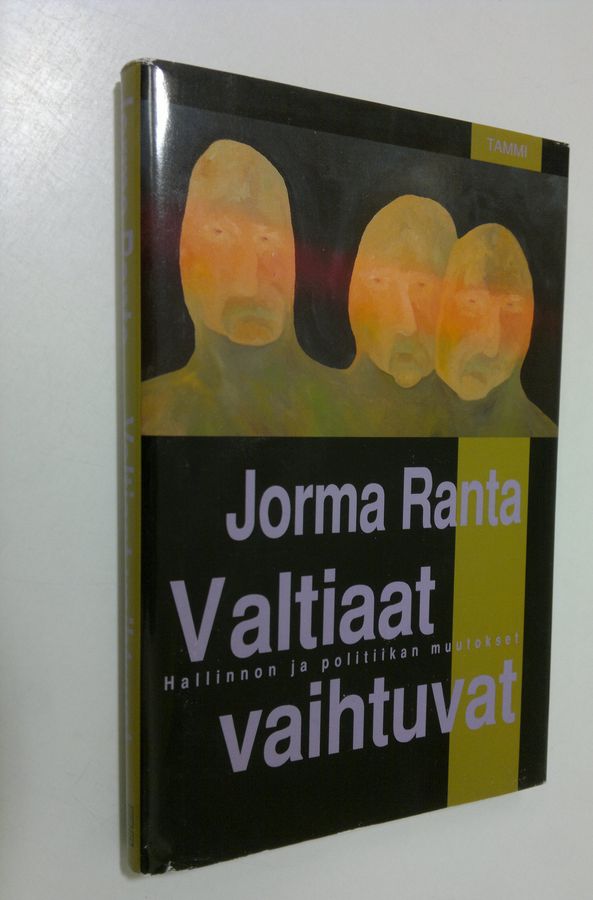 TAMMI
Jorma Ranta
Valtiaat
Hallinnon ja politiikan muutokset
vaihtuvat